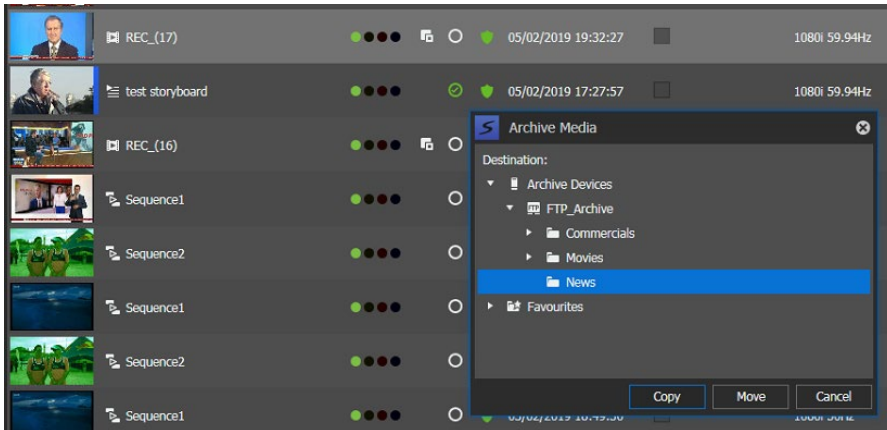 REC_(17) 05/02/2019 19:32:27 1080i 59.94Hz
test storyboard 05/02/2019 17:27:57 1080i 59.94Hz
REC_(16)
Sequence1
Sequence2
Sequence1
Sequence2
Sequence1
Archive Media
Destination:
Archive Devices
FTP FTP_Archive
Commercials
Movies
News
Favourites
Copy Move Cancel